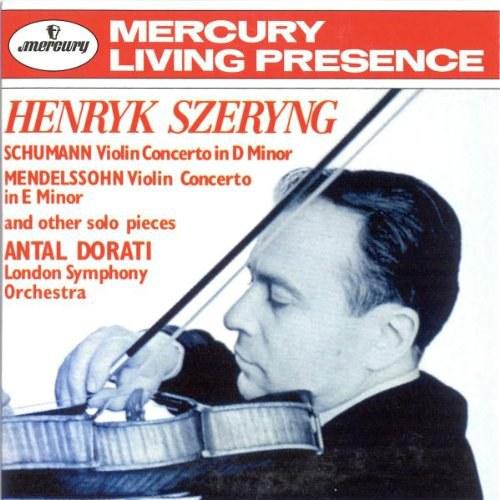 mercury
MERCURY
LIVING PRESENCE
HENRYK SZERYNG
SCHUMANN Violin Concerto in D Minor
MENDELSSOHN Violin Concerto
in E Minor
and other solo pieces
ANTAL DORATI
London Symphony
Orchestra